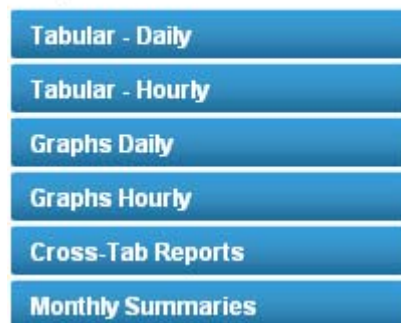 Tabular - Daily
Tabular - Hourly
Graphs Daily
Graphs Hourly
Cross-Tab Reports
Monthly Summaries